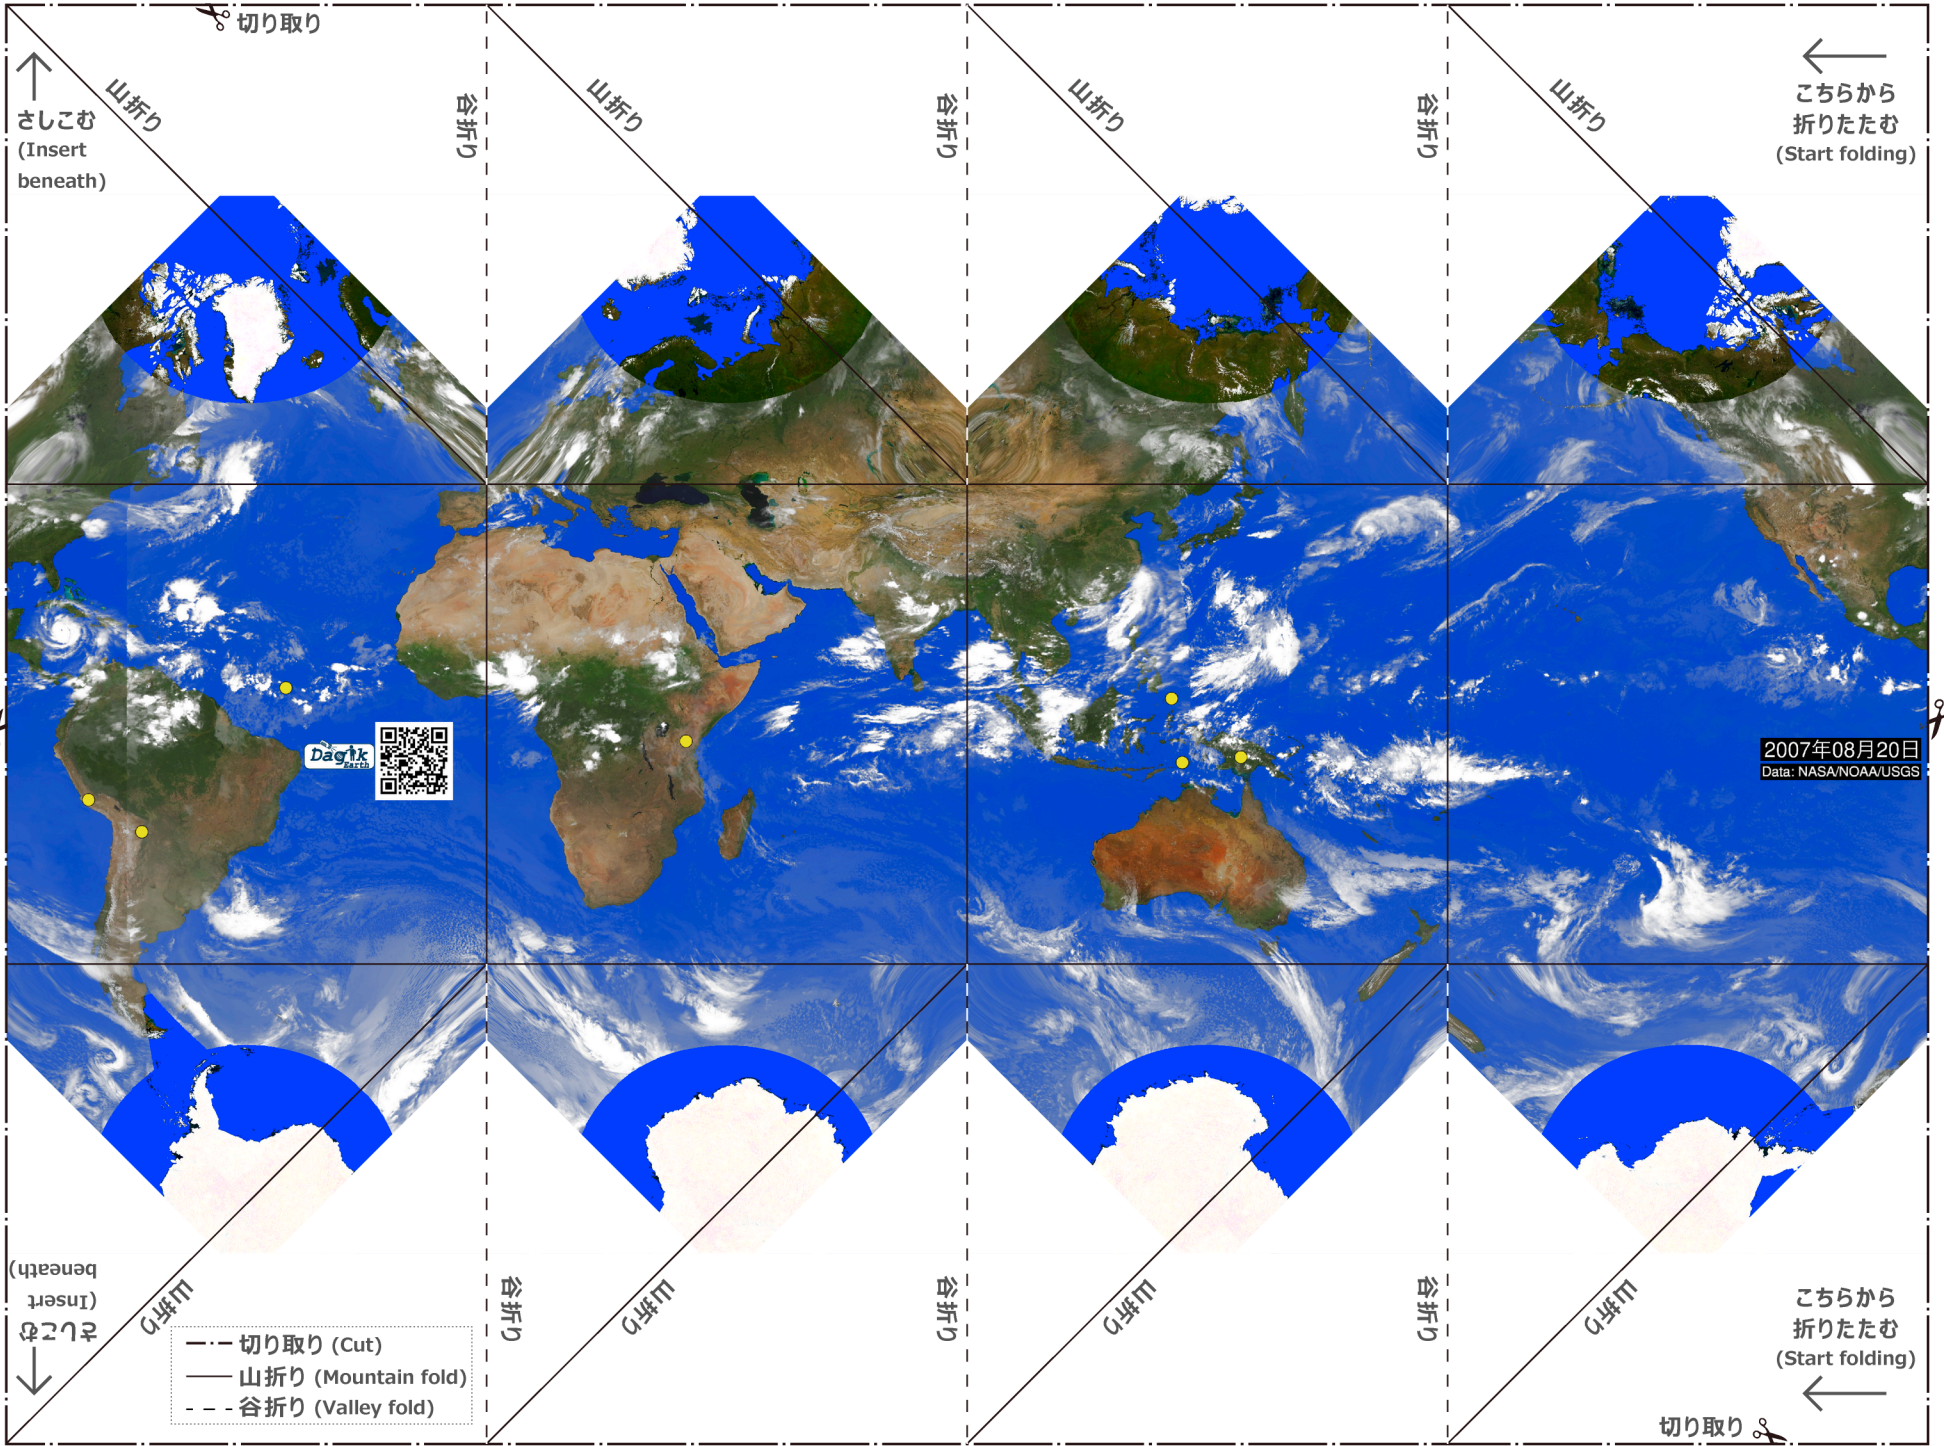 切り取り
山折り
谷折り
山折り
谷折り
山折り
谷折り
山折り
さしこむ
(Insert
beneath)
こちらから
折りたたむ
(Start folding)
Dagik
Earth
2007年08月20日
Data: NASA/NOAA/USGS
さしこむ
(Insert
beneath)
山折り
谷折り
山折り
谷折り
山折り
谷折り
山折り
こちらから
折りたたむ
(Start folding)
切り取り (Cut)
山折り (Mountain fold)
谷折り (Valley fold)
切り取り